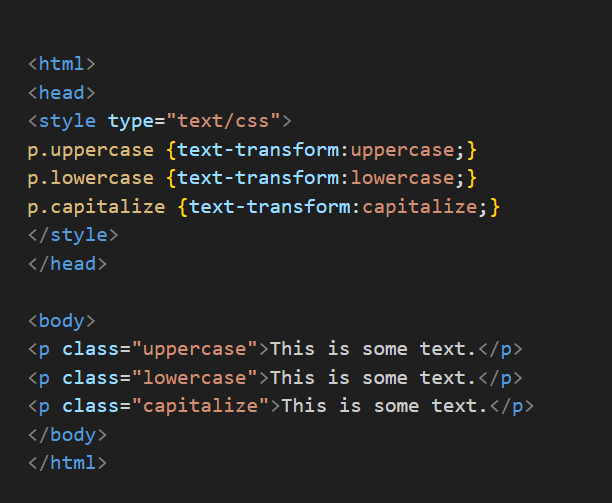 <html>
<head>
<style type="text/css">
p.uppercase {text-transform:uppercase;}
p.lowercase {text-transform:lowercase;}
p.capitalize {text-transform:capitalize;}
</style>
</head>
<body>
<p class="uppercase">This is some text.</p>
<p class="lowercase">This is some text.</p>
<p class="capitalize">This is some text.</p>
</body>
</html>